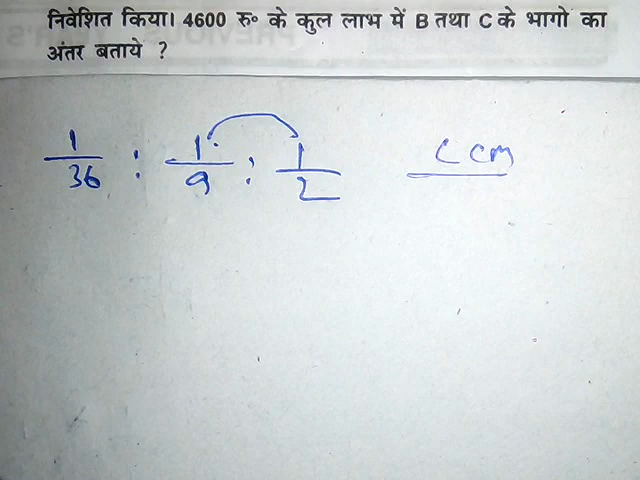 निवेशित किया। 4600 रु० के कुल लाभ में B तथा C के भागो का
अंतर बताये ?
1/36 : 1/9 : 1/2 LCM